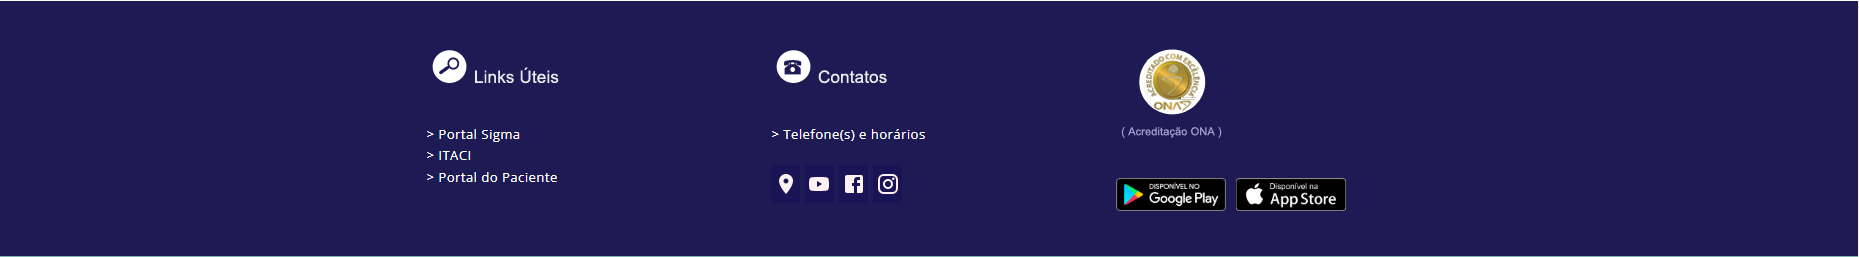 Links Úteis
> Portal Sigma
> ITACI
> Portal do Paciente
Contatos
> Telefone(s) e horários
ACREDITADO COM EXCELÊNCIA
ONA
( Acreditação ONA )
DISPONÍVEL NO
Google Play
Disponível na
App Store